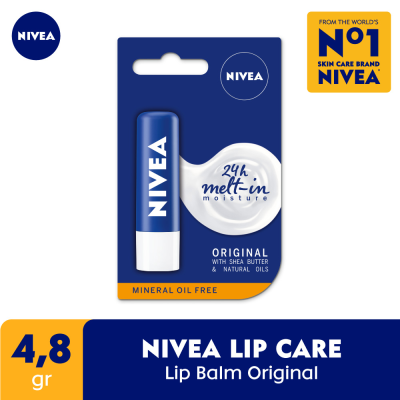 NIVEA
FROM THE WORLD'S
Nº1
SKIN CARE BRAND
NIVEA*
NIVEA
NIVEA
24h
melt-in
moisture
ORIGINAL
WITH SHEA BUTTER
& NATURAL OILS
MINERAL OIL FREE
4,8
gr
NIVEA LIP CARE
Lip Balm Original